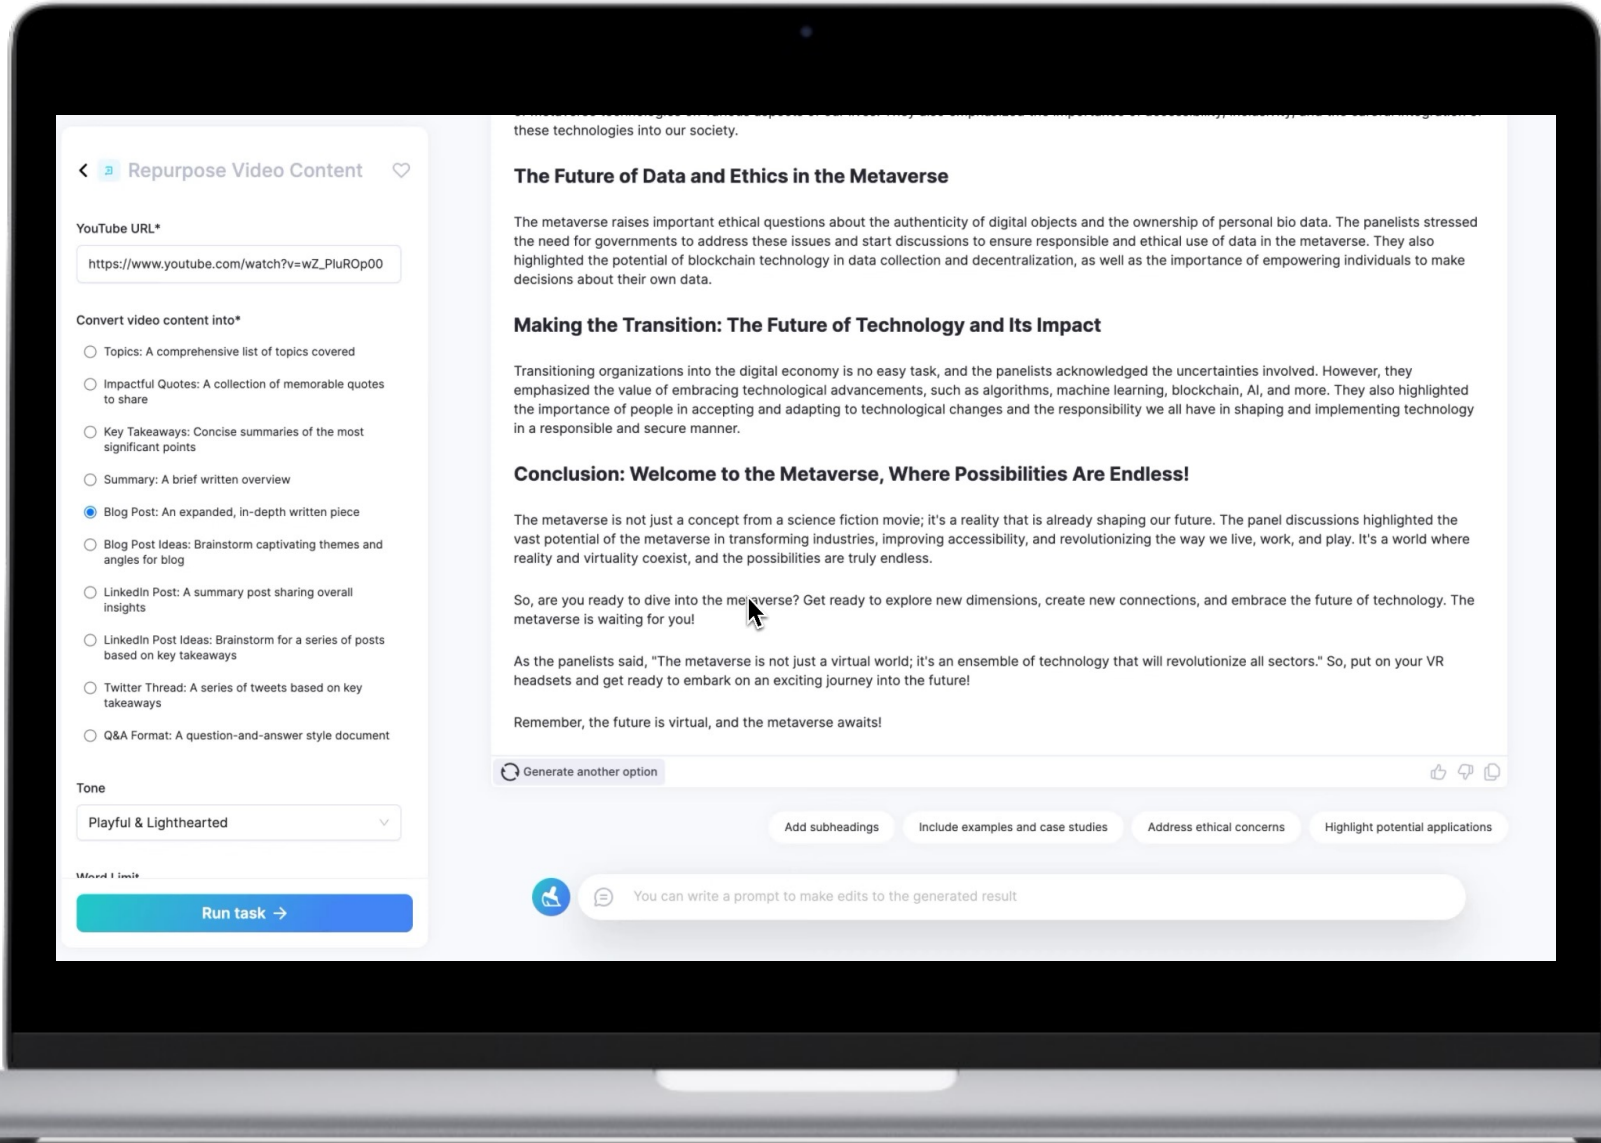 Repurpose Video Content
YouTube URL*
https://www.youtube.com/watch?v=wZ_PluROp00
Convert video content into*
Topics: A comprehensive list of topics covered
Impactful Quotes: A collection of memorable quotes
to share
Key Takeaways: Concise summaries of the most
significant points
Summary: A brief written overview
Blog Post: An expanded, in-depth written piece
Blog Post Ideas: Brainstorm captivating themes and
angles for blog
LinkedIn Post: A summary post sharing overall
insights
LinkedIn Post Ideas: Brainstorm for a series of posts
based on key takeaways
Twitter Thread: A series of tweets based on key
takeaways
Q&A Format: A question-and-answer style document
Tone
Playful & Lighthearted
Word Limit
Run task
these technologies into our society.
The Future of Data and Ethics in the Metaverse
The metaverse raises important ethical questions about the authenticity of digital objects and the ownership of personal bio data. The panelists stressed
the need for governments to address these issues and start discussions to ensure responsible and ethical use of data in the metaverse. They also
highlighted the potential of blockchain technology in data collection and decentralization, as well as the importance of empowering individuals to make
decisions about their own data.
Making the Transition: The Future of Technology and Its Impact
Transitioning organizations into the digital economy is no easy task, and the panelists acknowledged the uncertainties involved. However, they
emphasized the value of embracing technological advancements, such as algorithms, machine learning, blockchain, AI, and more. They also highlighted
the importance of people in accepting and adapting to technological changes and the responsibility we all have in shaping and implementing technology
in a responsible and secure manner.
Conclusion: Welcome to the Metaverse, Where Possibilities Are Endless!
The metaverse is not just a concept from a science fiction movie; it's a reality that is already shaping our future. The panel discussions highlighted the
vast potential of the metaverse in transforming industries, improving accessibility, and revolutionizing the way we live, work, and play. It's a world where
reality and virtuality coexist, and the possibilities are truly endless.
So, are you ready to dive into the metaverse? Get ready to explore new dimensions, create new connections, and embrace the future of technology. The
metaverse is waiting for you!
As the panelists said, "The metaverse is not just a virtual world; it's an ensemble of technology that will revolutionize all sectors." So, put on your VR
headsets and get ready to embark on an exciting journey into the future!
Remember, the future is virtual, and the metaverse awaits!
Generate another option
Add subheadings
Include examples and case studies
Address ethical concerns
Highlight potential applications
You can write a prompt to make edits to the generated result